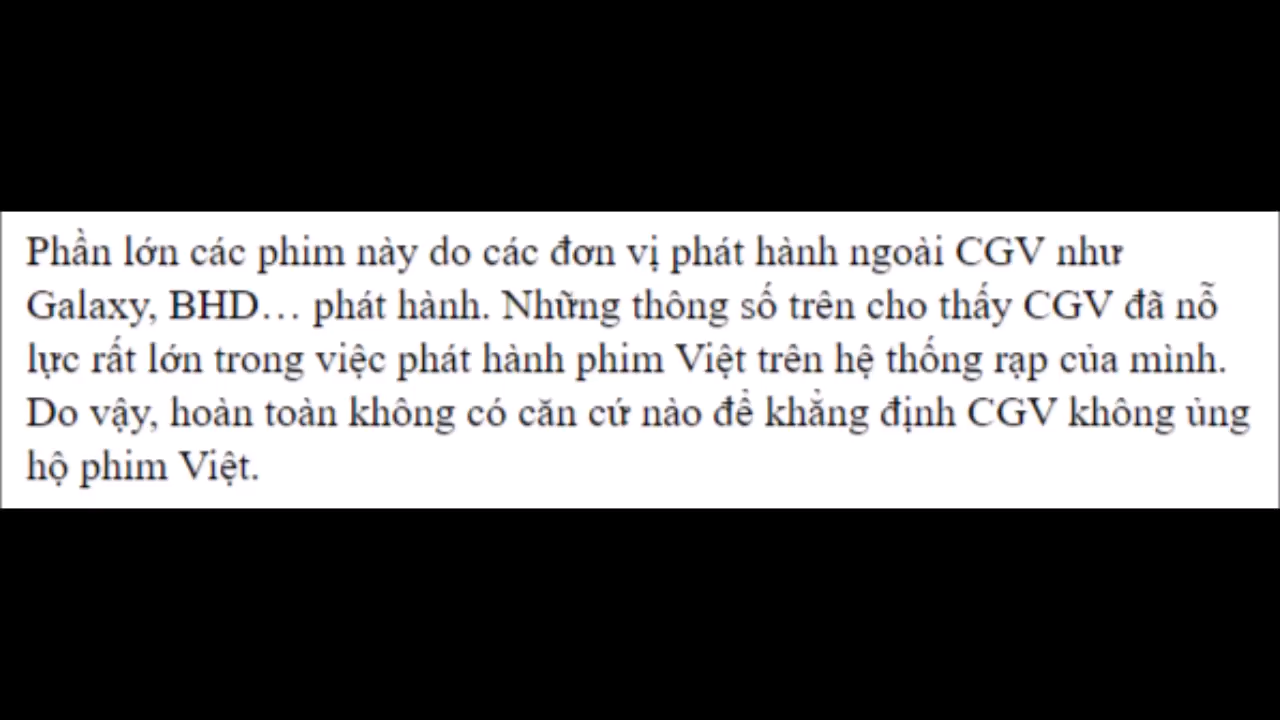 Phần lớn các phim này do các đơn vị phát hành ngoài CGV như
Galaxy, BHD… phát hành. Những thông số trên cho thấy CGV đã nỗ
lực rất lớn trong việc phát hành phim Việt trên hệ thống rạp của mình.
Do vậy, hoàn toàn không có căn cứ nào để khẳng định CGV không ủng
hộ phim Việt.